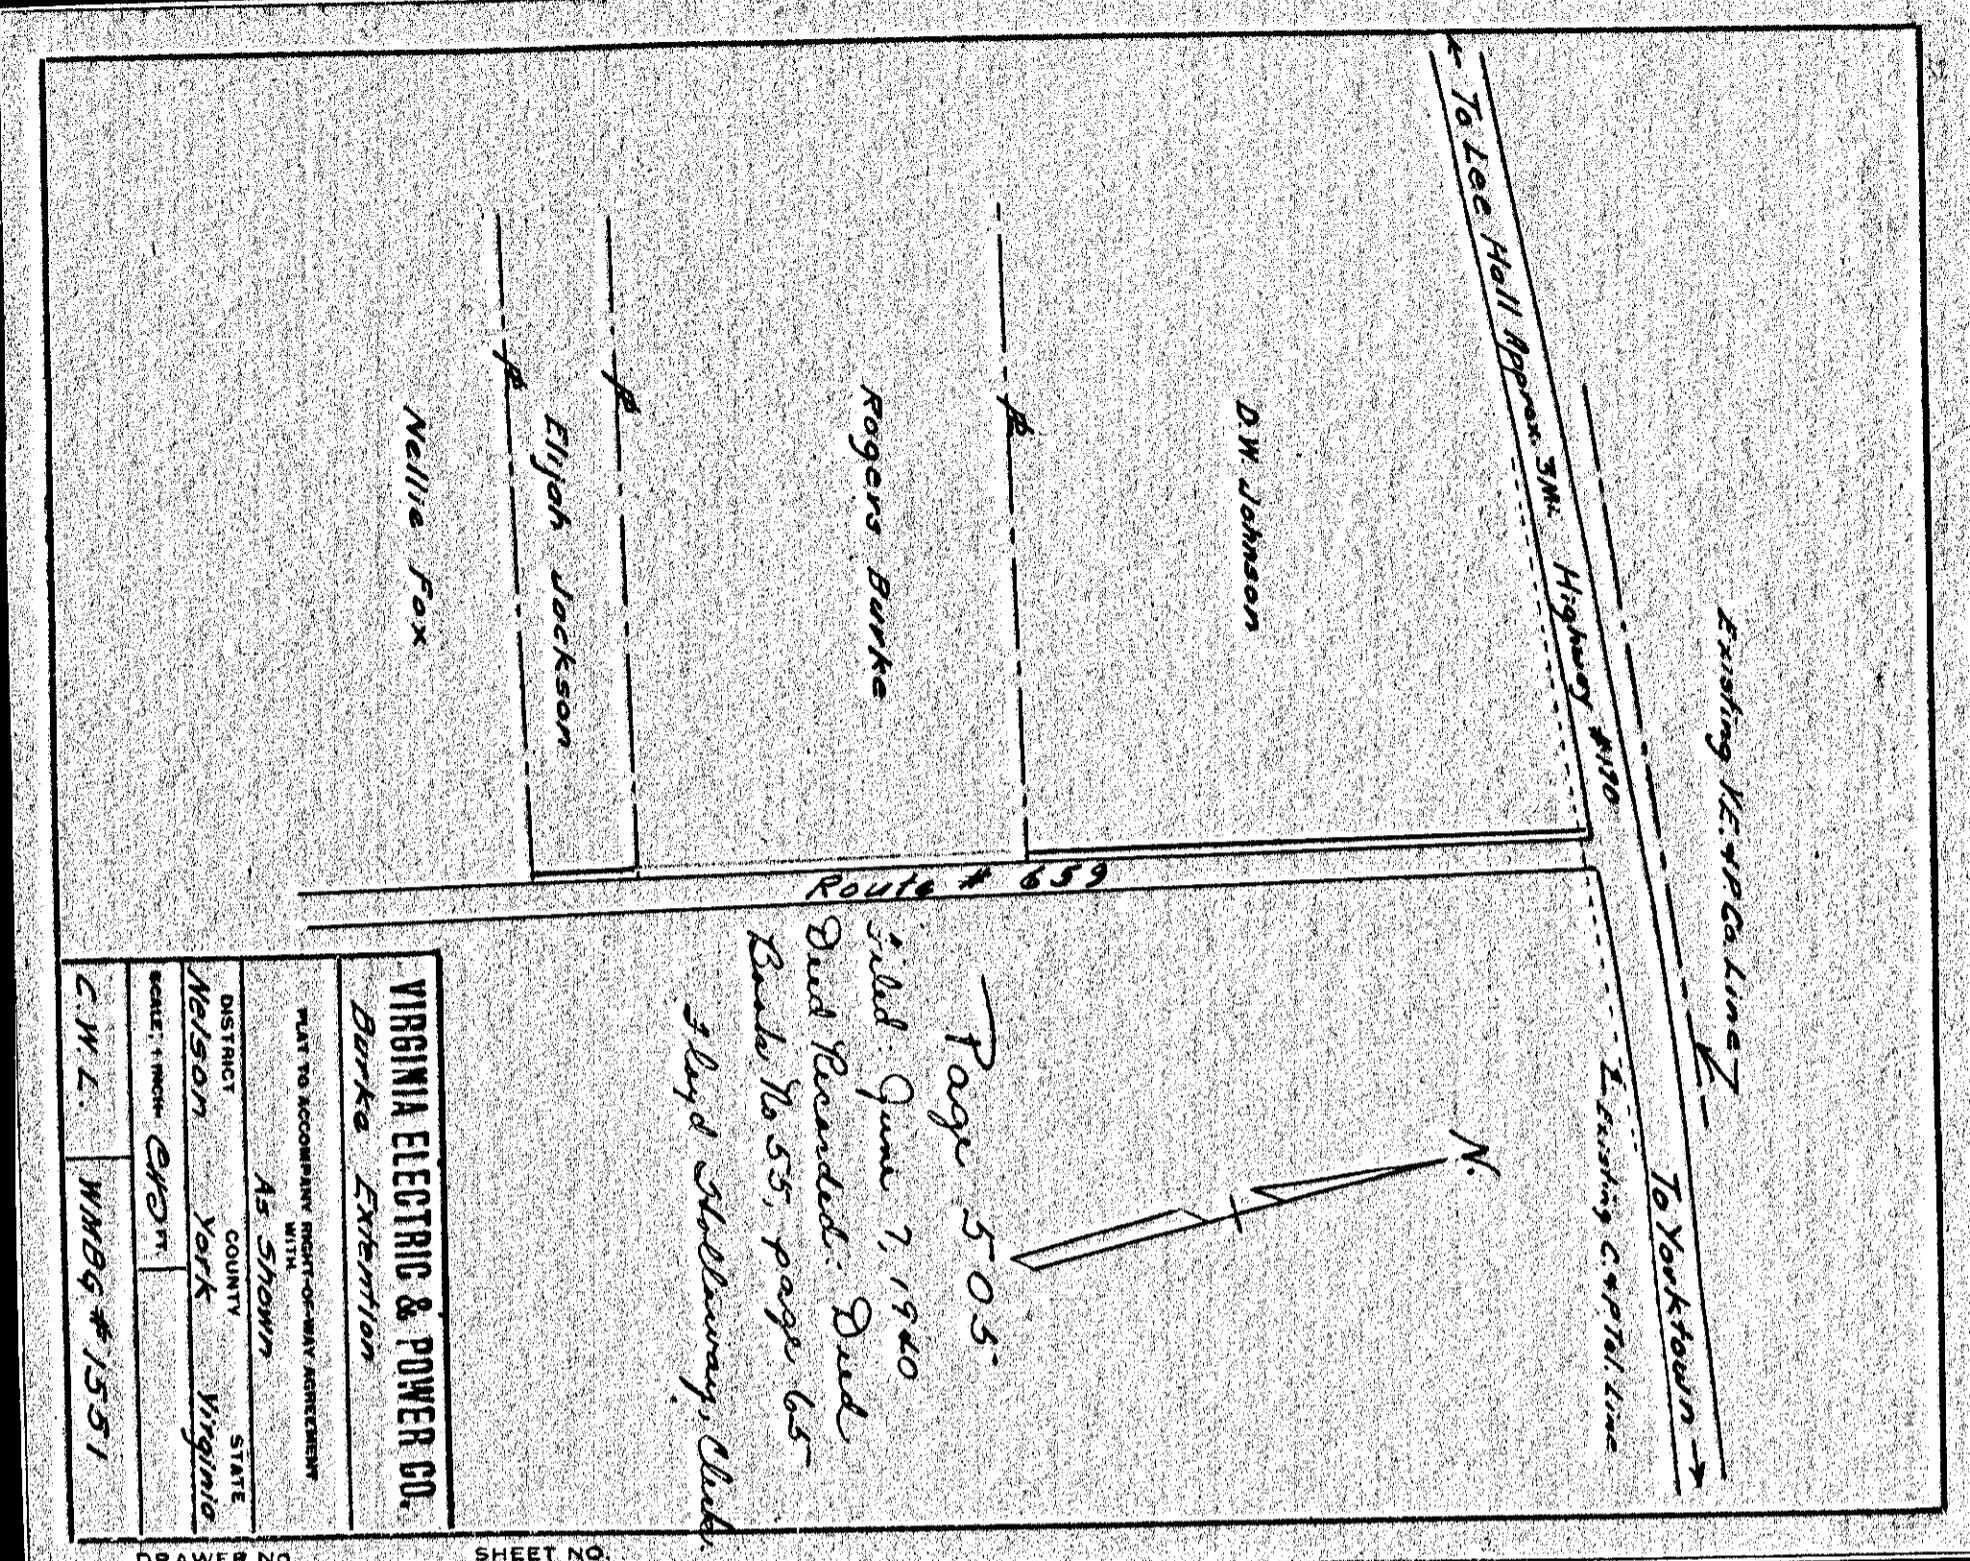 Existing V.E.&P.Co. Line
← To Lee Hall Approx. 3 Mi. Highway #170
To Yorktown →
Existing C.&P. Tel. Line
N.
D.W. Johnson
Rogers Burke
Elijah Jackson
Nellie Fox
Route # 659
Page 505
Filed: June 7, 1940
Deed Recorded: Deed
Book No 55, page 65
Floyd Holloway, Clerk.
VIRGINIA ELECTRIC & POWER CO.
Burke Extention
PLAT TO ACCOMPANY RIGHT-OF-WAY AGREEMENT
WITH
As Shown
DISTRICT COUNTY STATE
Nelson York Virginia
SCALE, 1 INCH= FT.
C.W.L. WMBG #1551
DRAWER NO. SHEET NO.